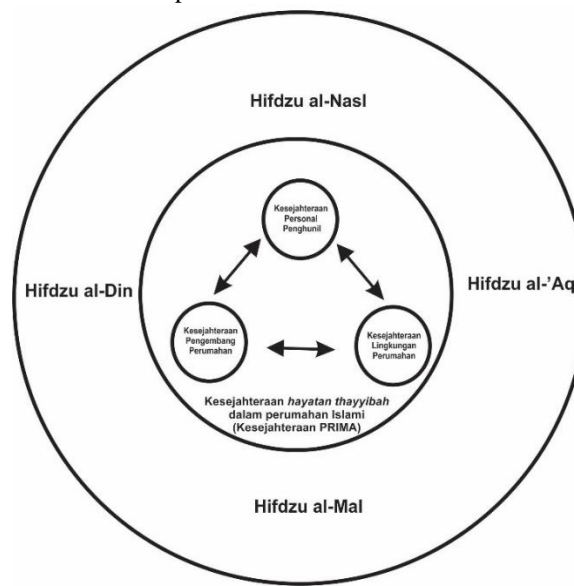 Hifdzu al-Nasl
Kesejahteraan
Personal
Penghunil
Hifdzu al-Din
Hifdzu al-'Aq
Kesejahteraan
Pengembang
Perumahan
Kesejahteraan
Lingkungan
Perumahan
Kesejahteraan hayatan thayyibah
dalam perumahan Islami
(Kesejahteraan PRIMA)
Hifdzu al-Mal